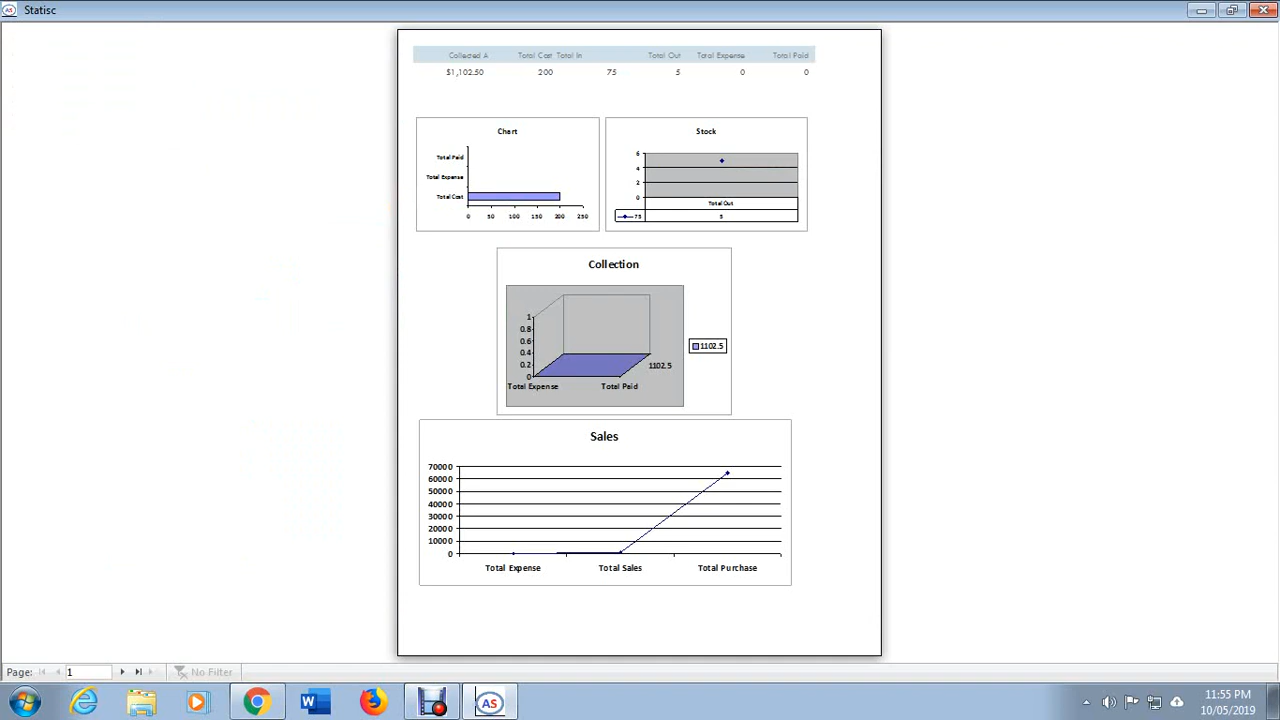 Statisc
Collected A Total Cost Total In Total Out Total Expense Total Paid
$1,102.50 200 75 5 0 0
Chart
Total Paid
Total Expense
Total Cost
0 50 100 150 200 250
Stock
6
4
2
0
Total Out
75 5
Collection
1
0.8
0.6
0.4
0.2
0
1102.5
Total Expense Total Paid
1102.5
Sales
70000
60000
50000
40000
30000
20000
10000
0
Total Expense Total Sales Total Purchase
Page: 1 No Filter
AS
11:55 PM
10/05/2019